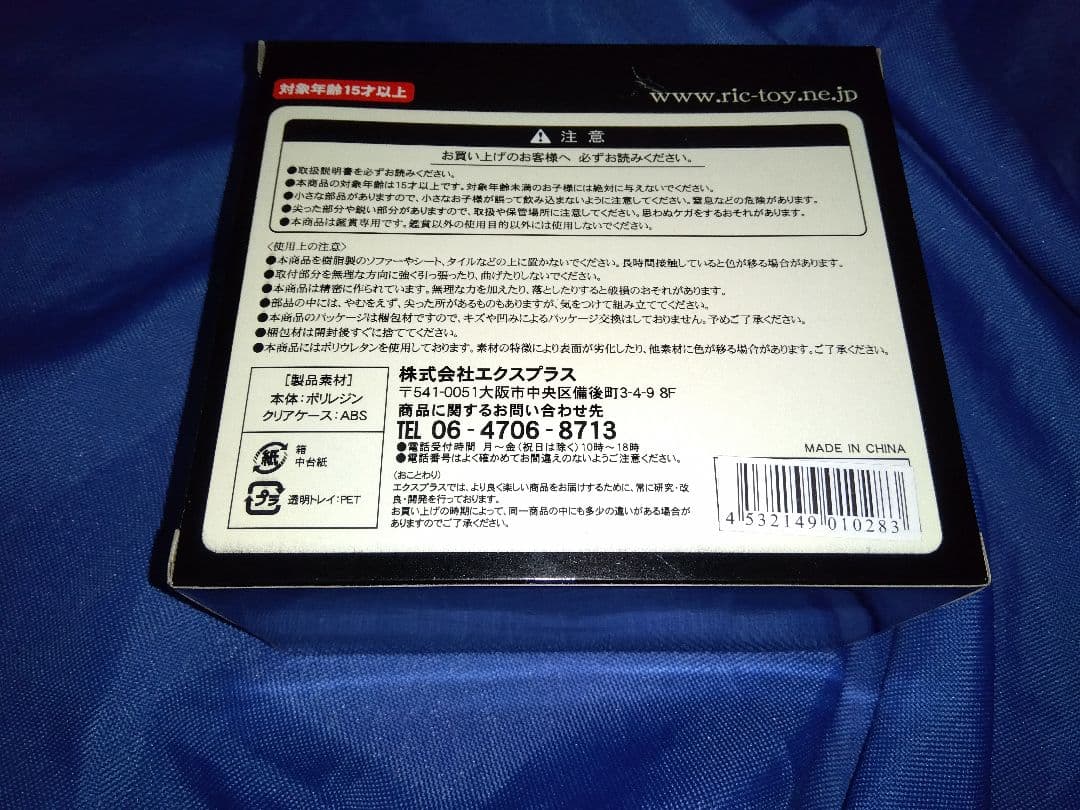 対象年齢15才以上
www.ric-toy.ne.jp
注意
お買い上げのお客様へ 必ずお読みください。
●取扱説明書を必ずお読みください。
●本商品の対象年齢は15才以上です。対象年齢未満のお子様には絶対に与えないでください。
●小さな部品がありますので、小さなお子様が誤って飲み込まないように注意してください。窒息などの危険があります。
●尖った部分や鋭い部分がありますので、取扱や保管場所に注意してください。思わぬケガをするおそれがあります。
●本商品は鑑賞専用です。鑑賞以外の使用目的以外には使用しないでください。
〈使用上の注意〉
●本商品を樹脂製のソファーやシート、タイルなどの上に置かないでください。長時間接触していると色が移る場合があります。
●取付部分を無理な方向に強く引っ張ったり、曲げたりしないでください。
●本商品は精密に作られています。無理な力を加えたり、落としたりすると破損のおそれがあります。
●部品の中には、やむをえず、尖った所があるものもありますが、気をつけて組み立ててください。
●本商品のパッケージは梱包材ですので、キズや凹みによるパッケージ交換はしておりません。予めご了承ください。
●梱包材は開封後すぐに捨ててください。
●本商品にはポリウレタンを使用しております。素材の特徴により表面が劣化したり、他素材に色が移る場合があります。ご了承ください。
［製品素材］
本体：ポリレジン
クリアケース：ABS
紙
箱
中台紙
プラ
透明トレイ：PET
株式会社エクスプラス
〒541-0051大阪市中央区備後町3-4-9 8F
商品に関するお問い合わせ先
TEL 06-4706-8713
●電話受付時間 月～金（祝日は除く）10時～18時
●電話番号はよく確かめてお間違えのないようご注意ください。
（おことわり）
エクスプラスでは、より良く楽しい商品をお届けするために、常に研究・改
良・開発を行っております。
お買い上げの時期によって、同一商品の中にも多少の違いがある場合が
ありますのでご了承ください。
MADE IN CHINA
4 532149 010283